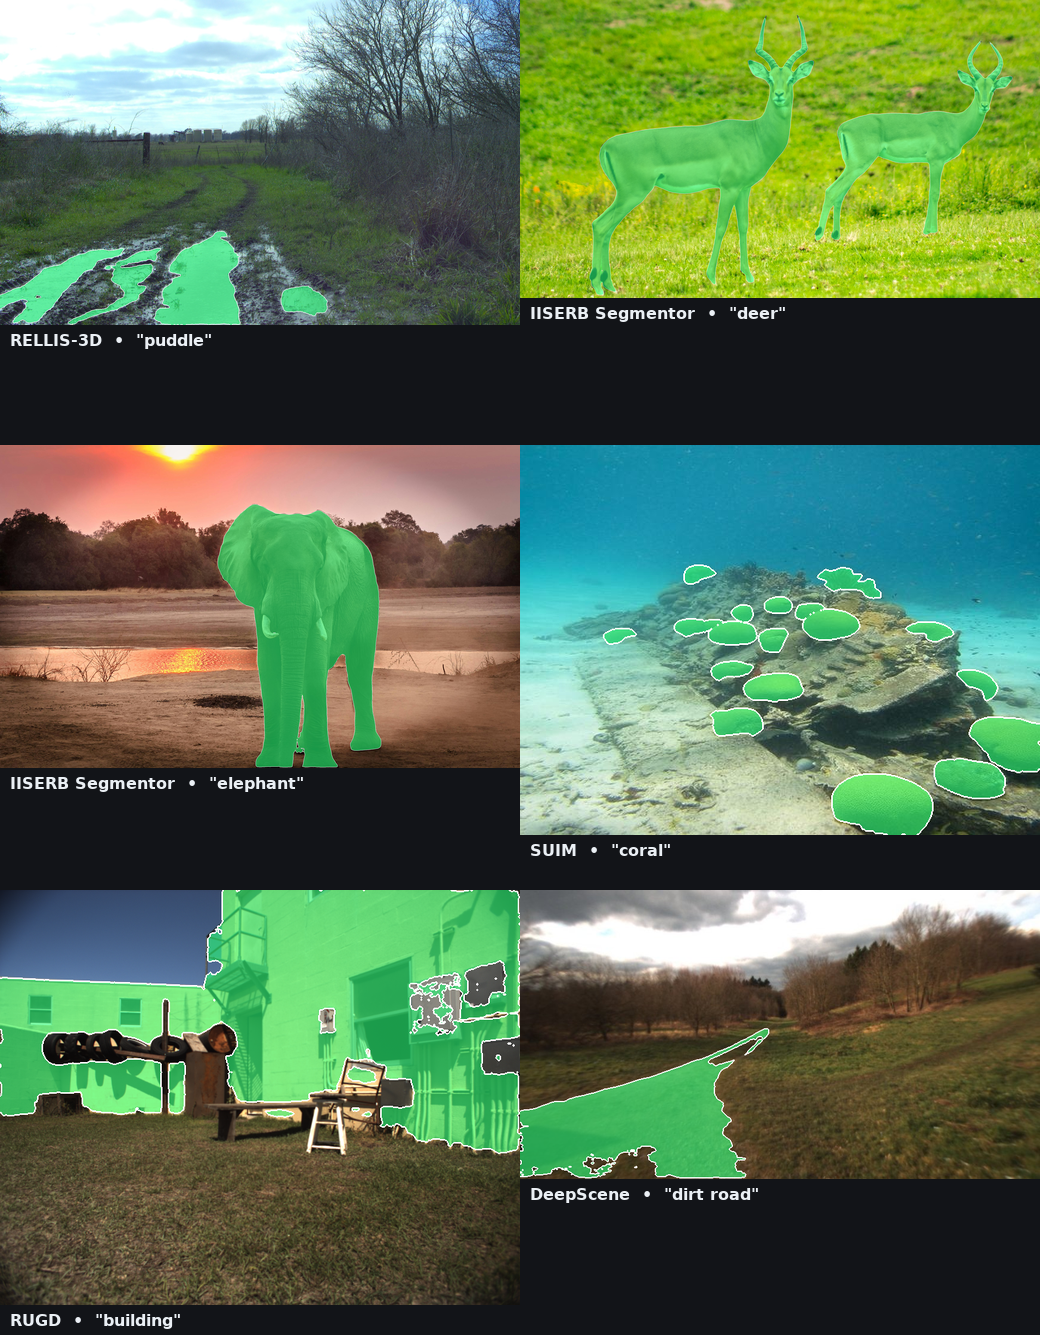 RELLIS-3D • "puddle"
IISERB Segmentor • "deer"
IISERB Segmentor • "elephant"
SUIM • "coral"
RUGD • "building"
DeepScene • "dirt road"